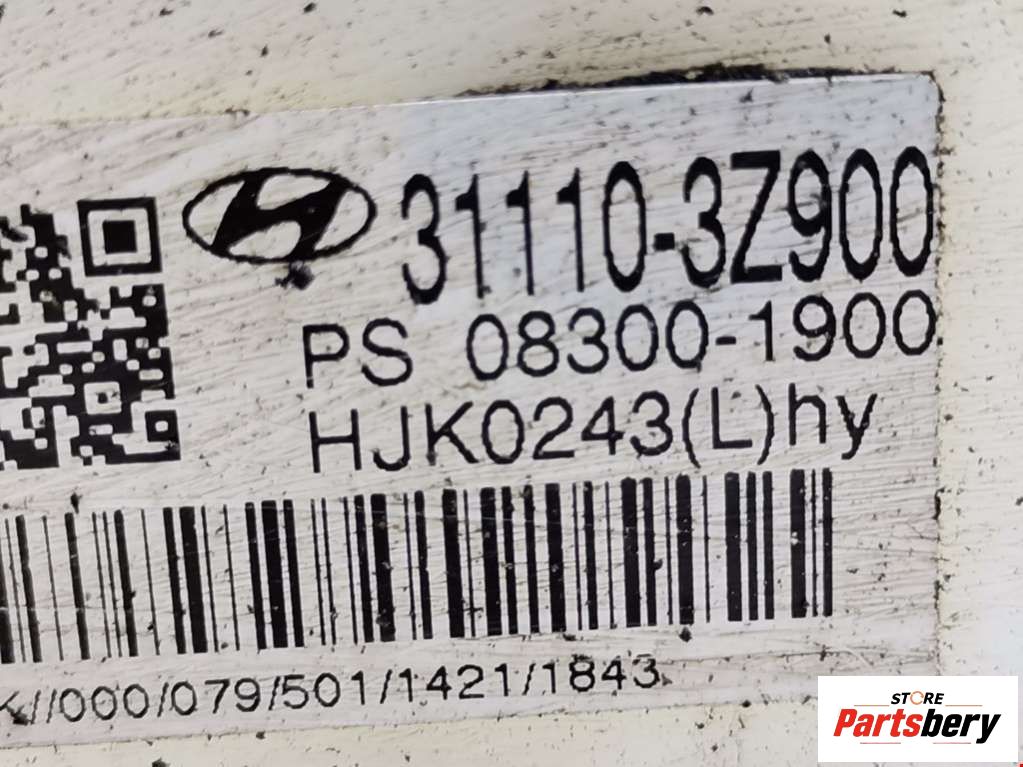 31110-3Z900
PS 08300-1900
HJK0243(L)hy
//000/079/501/1421/1843
STORE
Partsbery